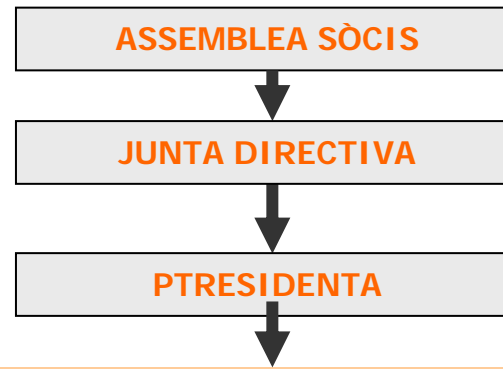 ASSEMBLEA SÒCIS
JUNTA DIRECTIVA
PTRESIDENTA